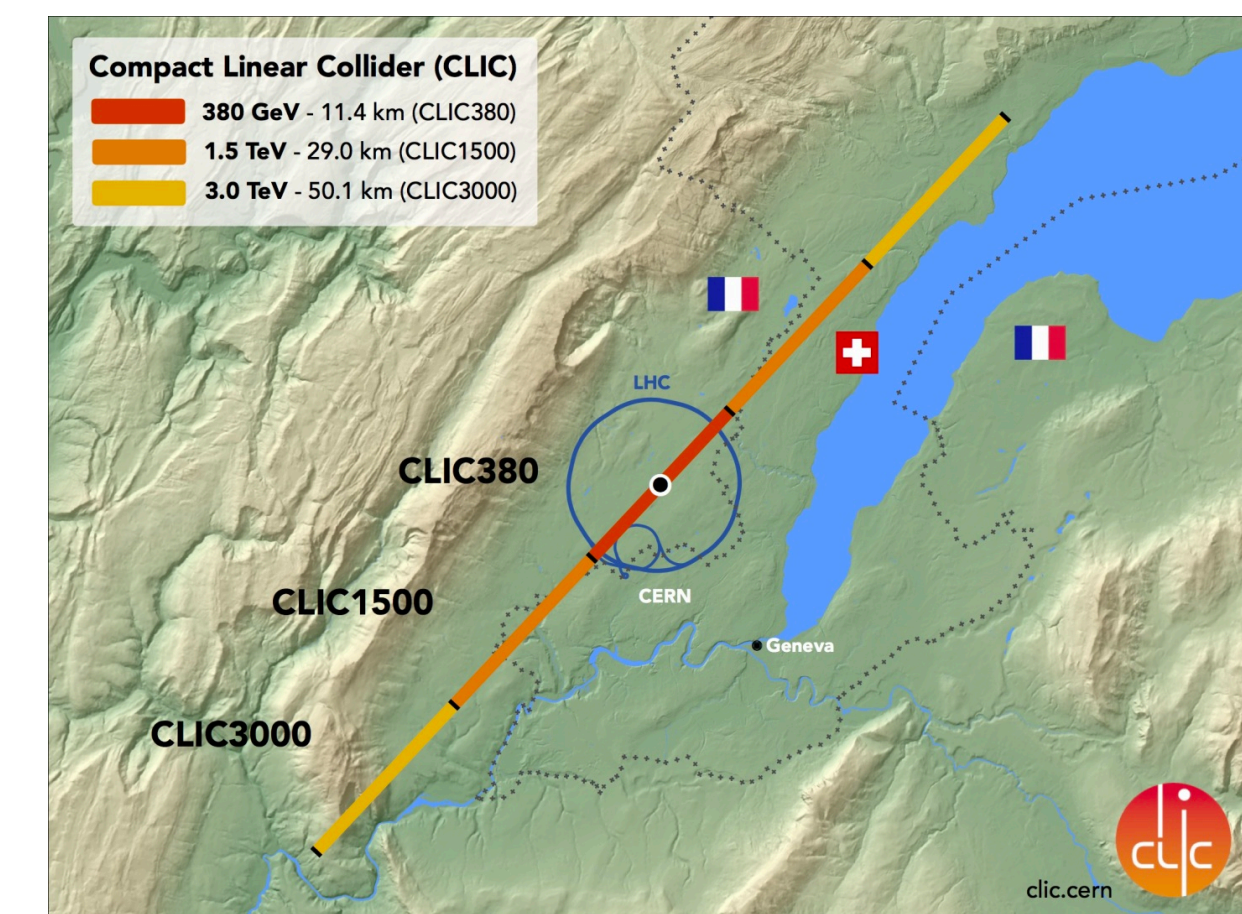 Compact Linear Collider (CLIC)
380 GeV - 11.4 km (CLIC380)
1.5 TeV - 29.0 km (CLIC1500)
3.0 TeV - 50.1 km (CLIC3000)
LHC
CLIC380
CERN
CLIC1500
Geneva
CLIC3000
clic
clic.cern